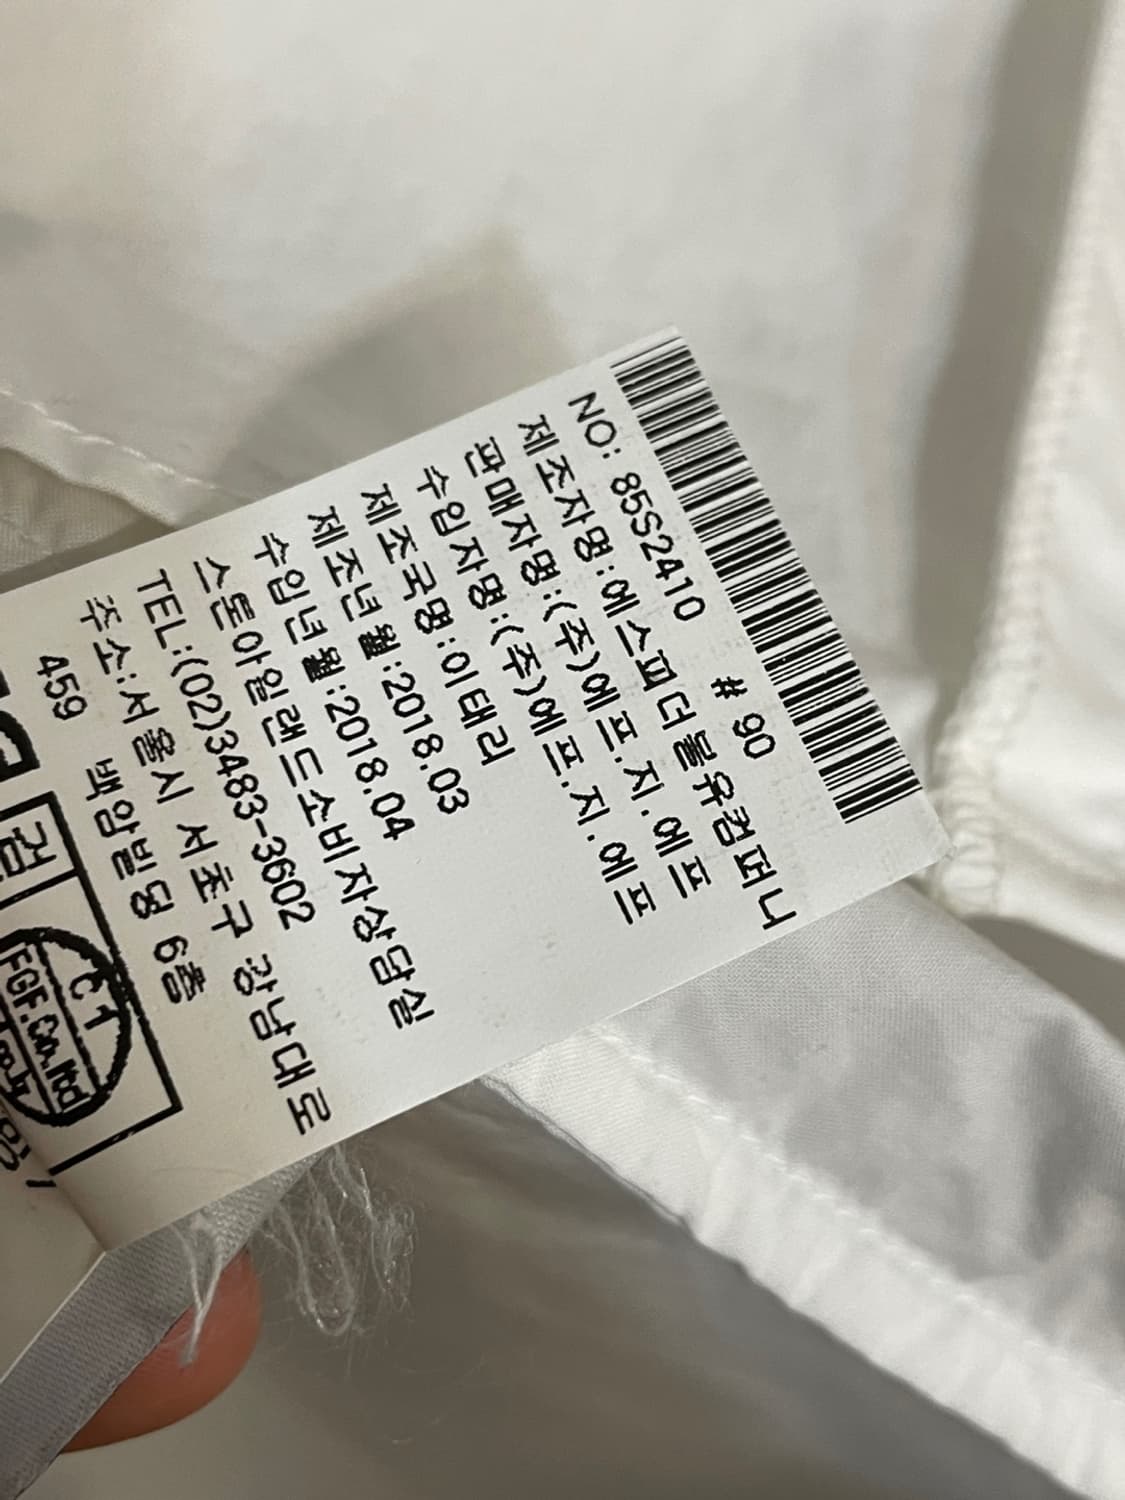 NO: 85S2410 # 90
제조자명:에스피더블유컴퍼니
판매자명:(주)에프.지.에프
수입자명:(주)에프.지.에프
제조국명:이태리
제조년월:2018.03
수입년월:2018.04
스톤아일랜드소비자상담실
TEL:(02)3483-3602
주소:서울시 서초구 강남대로
459 백암빌딩 6층
검
C1
FGF.Co.ltd